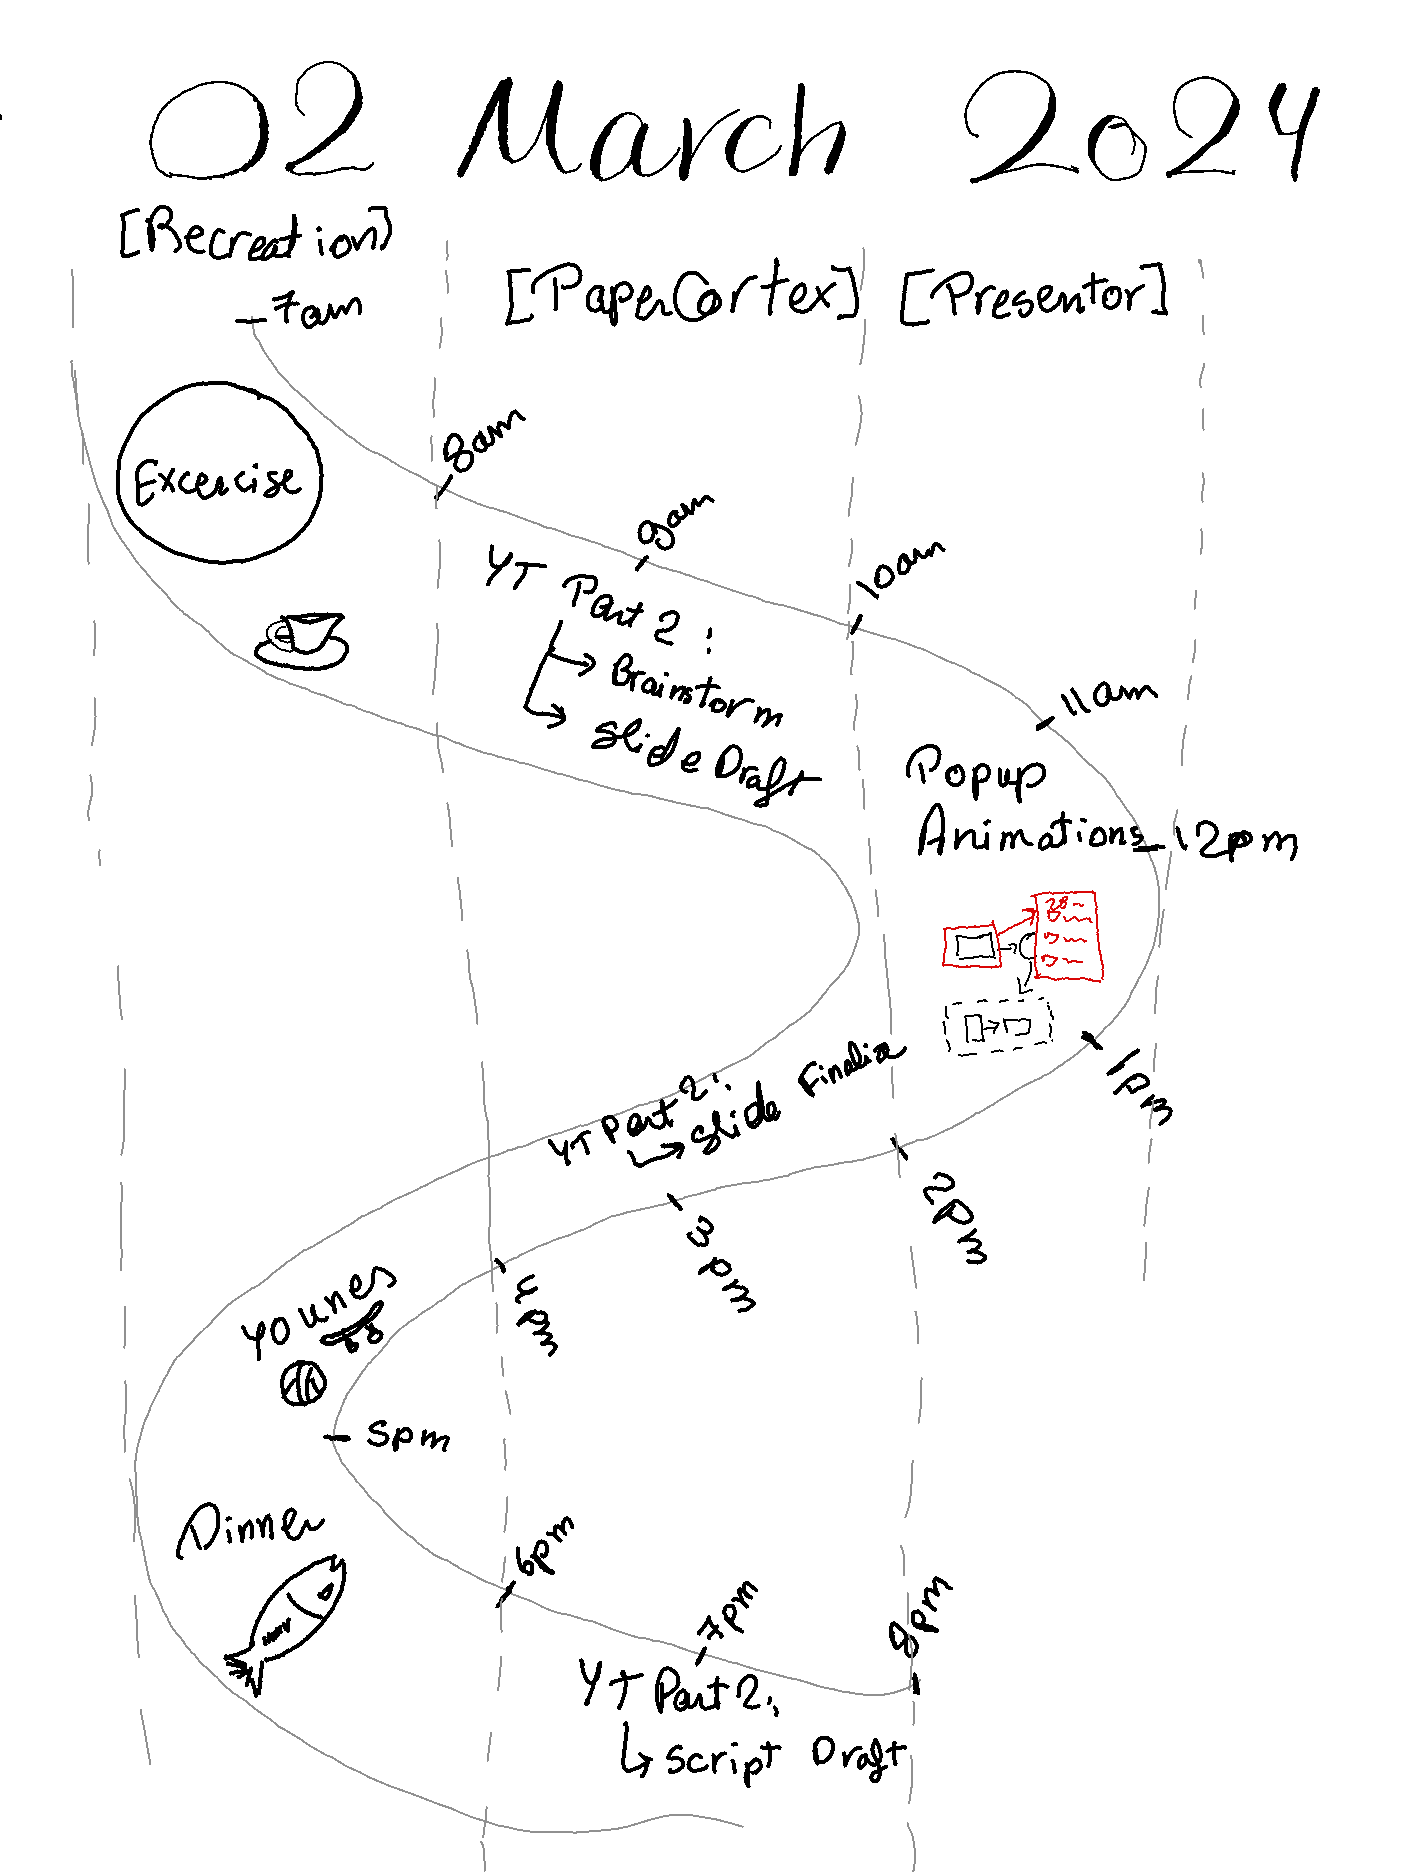 02 March 2024
[Recreation]
[PaperCortex]
[Presentor]
7am
Excercise
8am
9am
10am
YT Part 2:
Brainstorm
Slide Draft
11am
Popup
Animations
12pm
1pm
YT Part 2:
Slide Finalize
2pm
3pm
4pm
Younes
5pm
Dinner
6pm
7pm
8pm
YT Part 2:
Script Draft